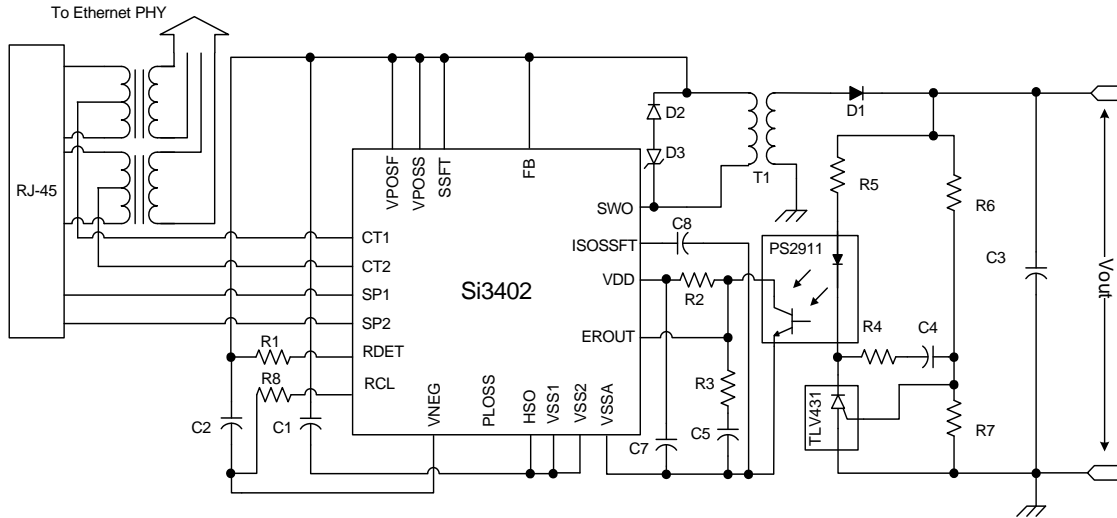 To Ethernet PHY
RJ-45
VPOSF
VPOSS
SSFT
FB
D2
D3
T1
D1
R5
R6
SWO
C8
ISOSSFT
PS2911
CT1
CT2
SP1
SP2
Si3402
VDD
R2
C3
Vout
R1
RDET
EROUT
R4
C4
R8
RCL
R3
VNEG
PLOSS
HSO
VSS1
VSS2
VSSA
TLV431
R7
C2
C1
C7
C5